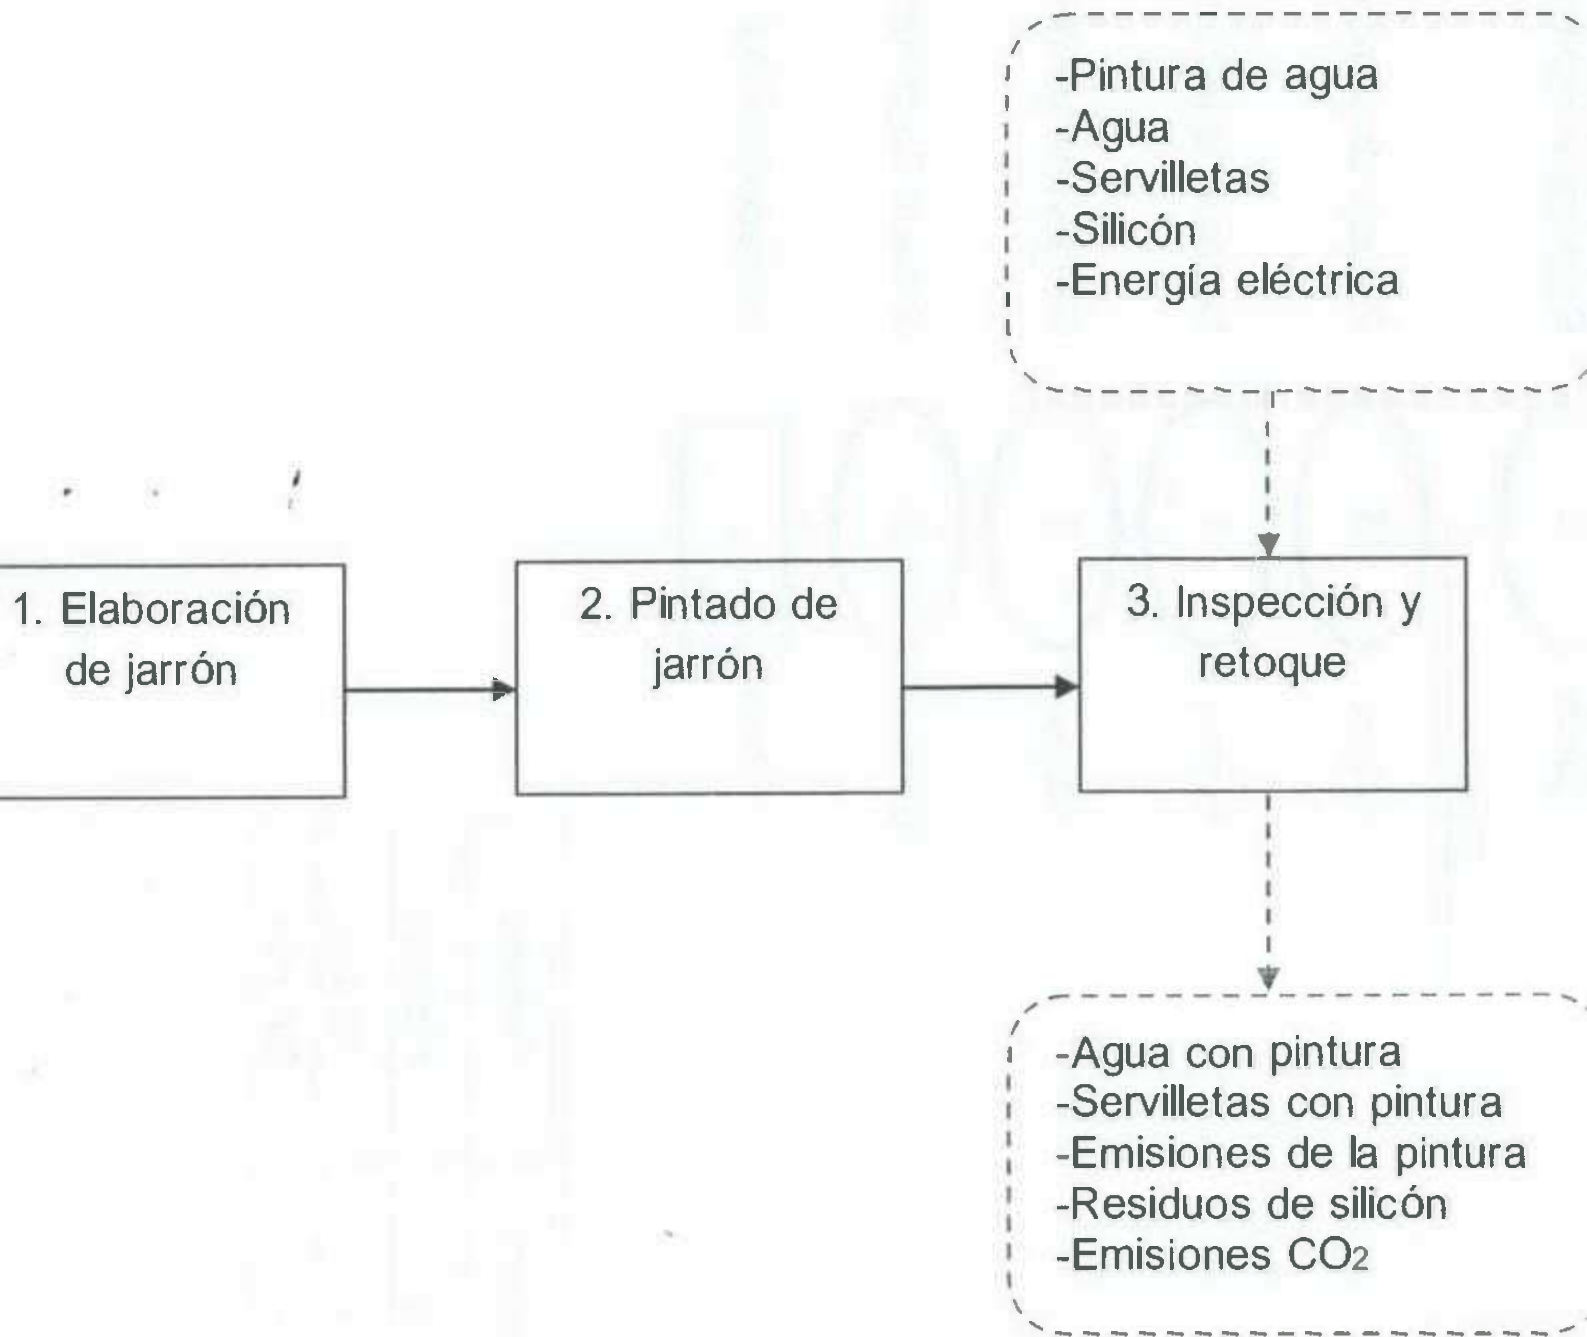 -Pintura de agua
-Agua
-Servilletas
-Silicón
-Energía eléctrica
1. Elaboración
de jarrón
2. Pintado de
jarrón
3. Inspección y
retoque
-Agua con pintura
-Servilletas con pintura
-Emisiones de la pintura
-Residuos de silicón
-Emisiones CO2